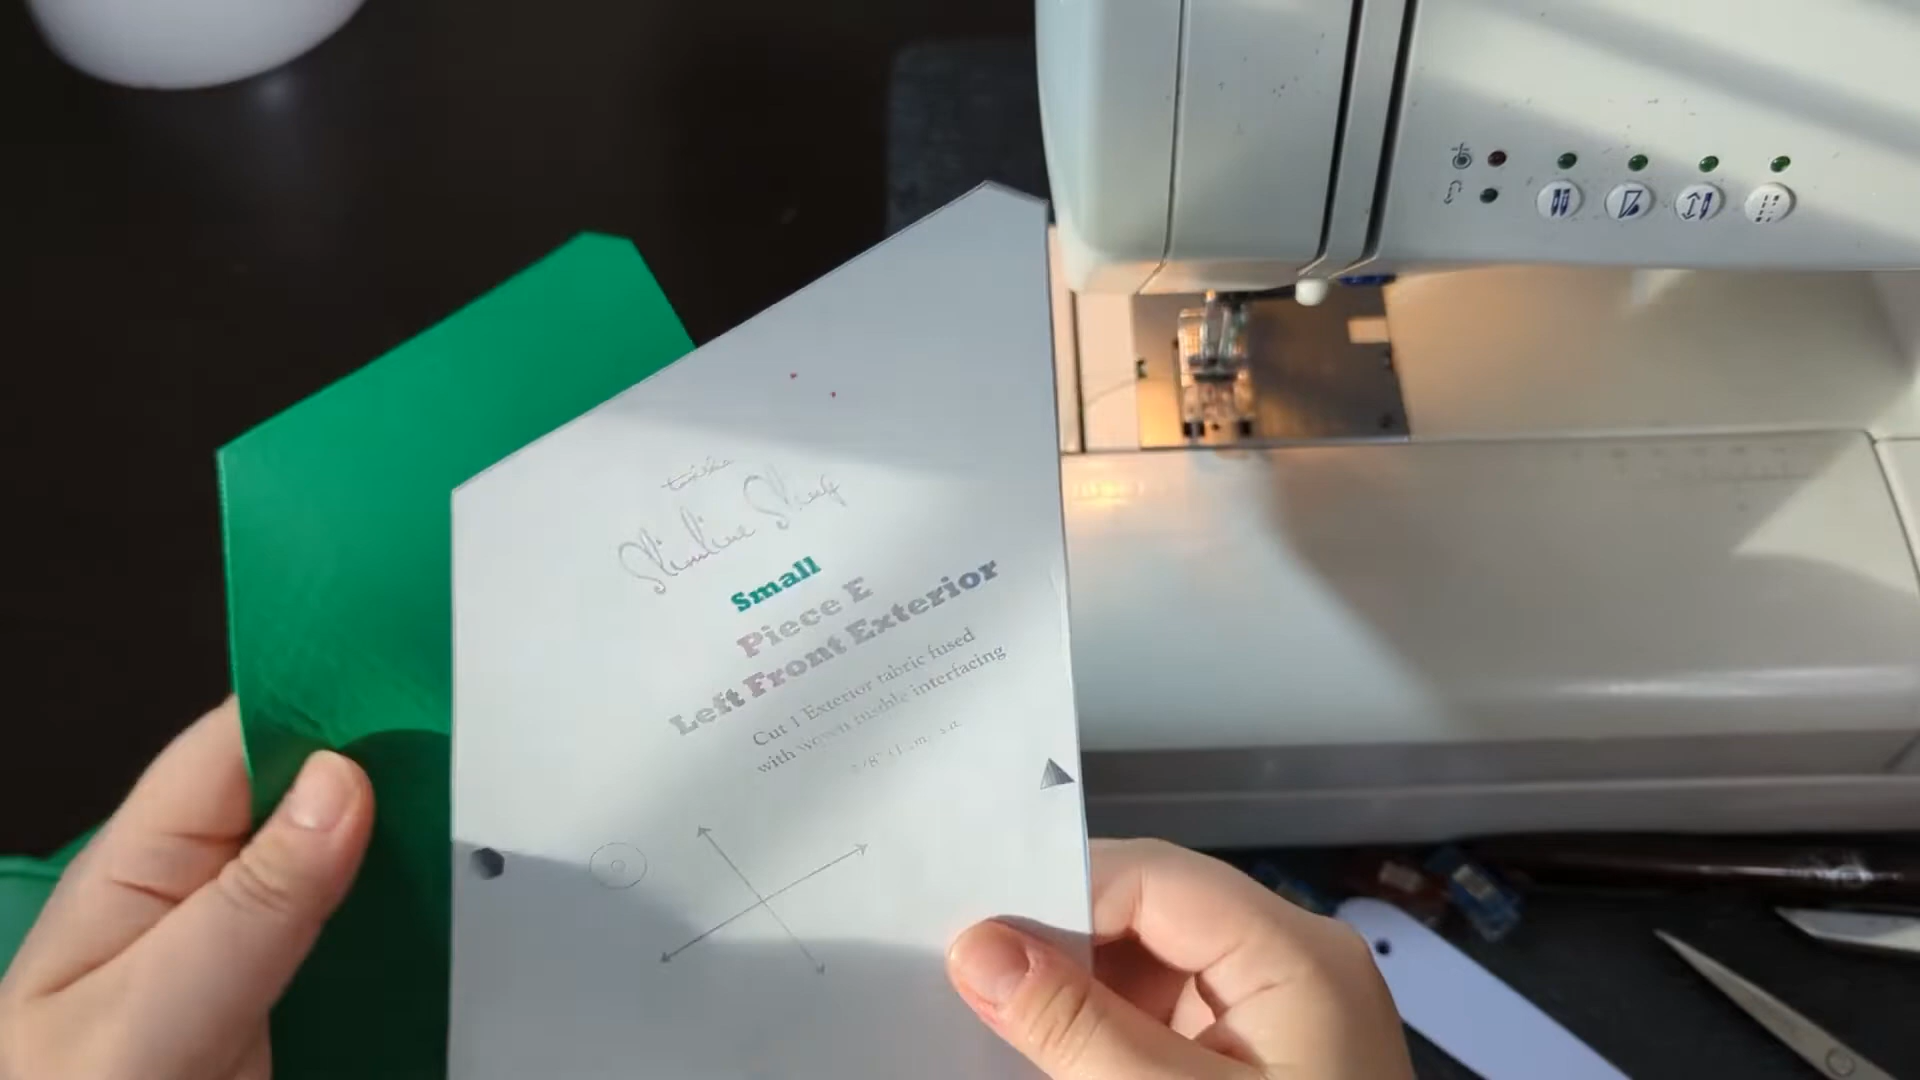 Slimline Sling
Small
Piece E
Left Front Exterior
Cut 1 Exterior fabric fused
with woven fusible interfacing